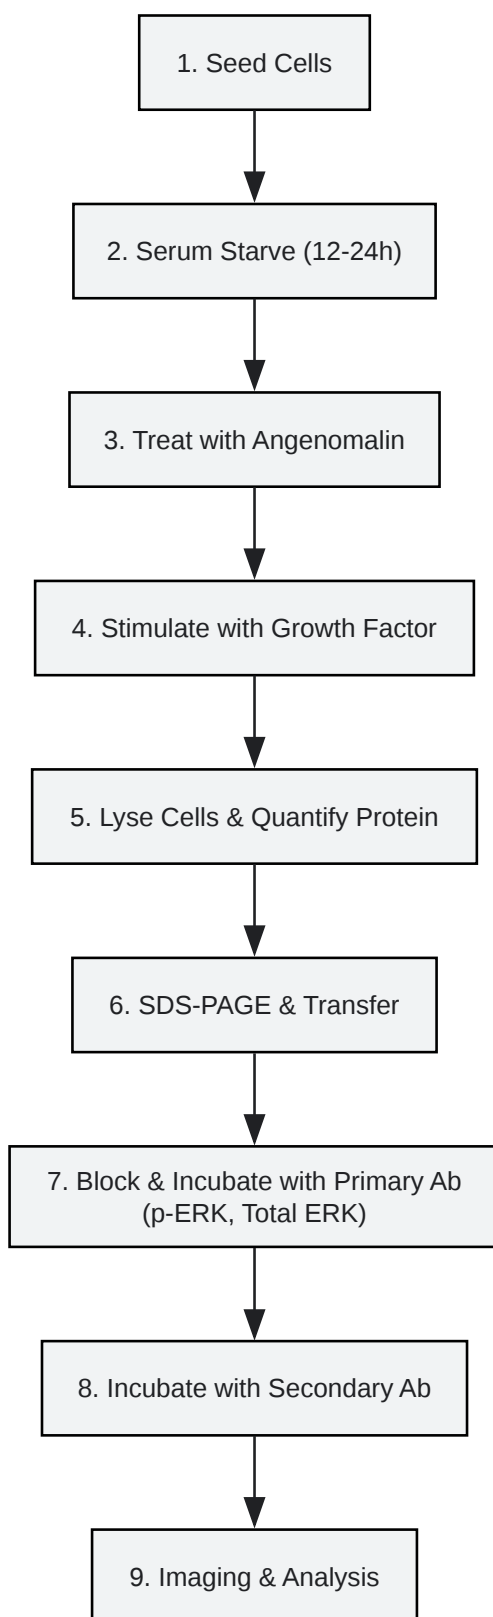 1. Seed Cells
2. Serum Starve (12-24h)
3. Treat with Angenomalin
4. Stimulate with Growth Factor
5. Lyse Cells & Quantify Protein
6. SDS-PAGE & Transfer
7. Block & Incubate with Primary Ab
(p-ERK, Total ERK)
8. Incubate with Secondary Ab
9. Imaging & Analysis